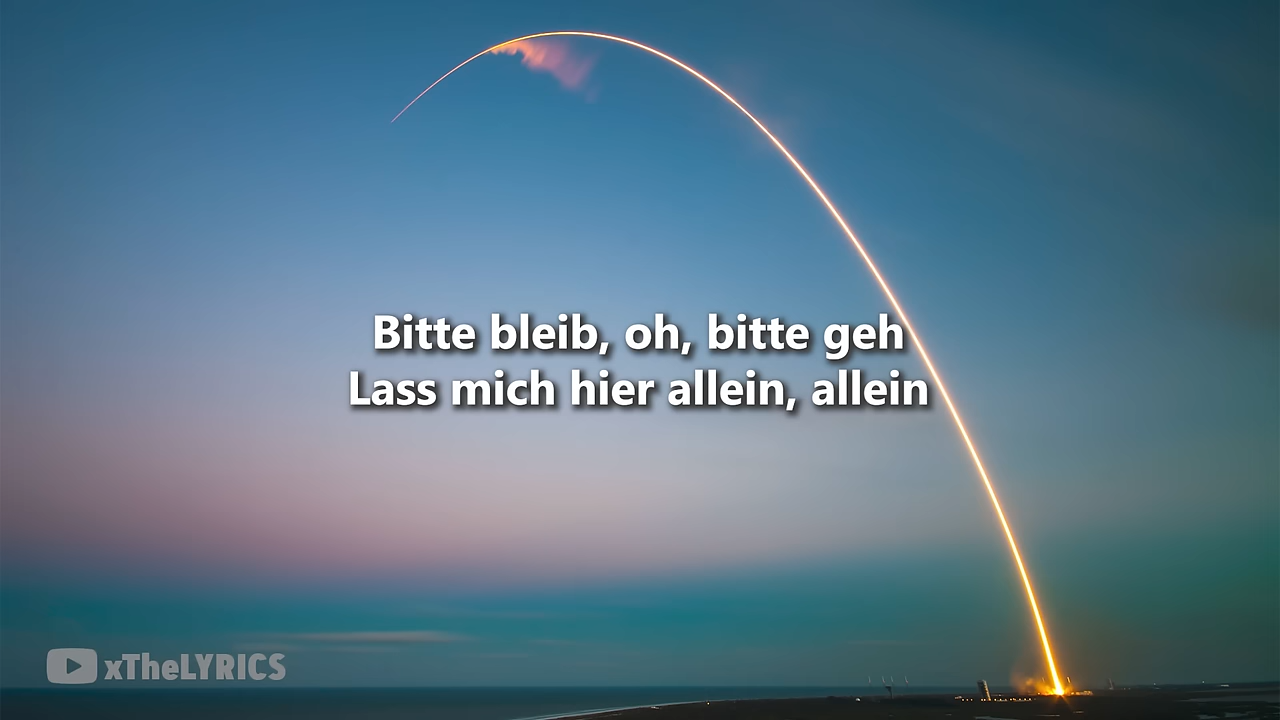 Bitte bleib, oh, bitte geh
Lass mich hier allein, allein
xTheLYRICS